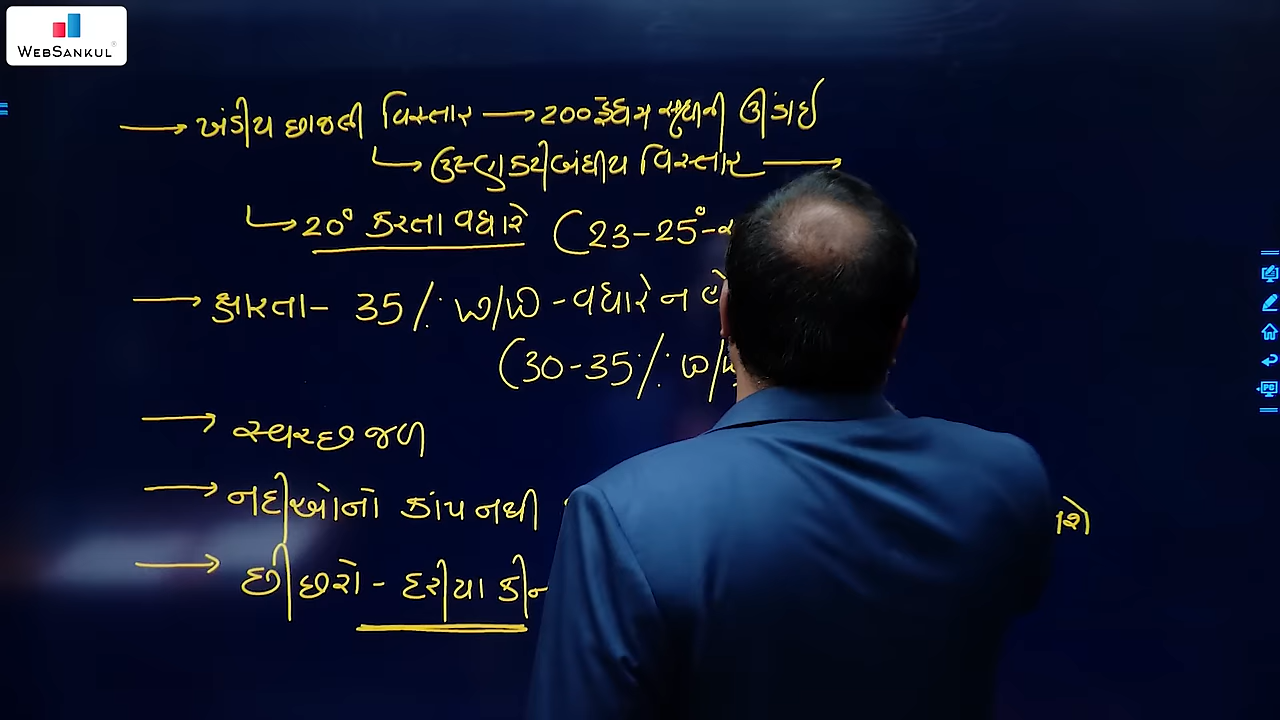 WEBSANKUL
→ ખંડીય છાજલી વિસ્તાર → 200 સુધીની ઊંડાઈ
↳ ઉષ્ણકટીબંધીય વિસ્તાર →
↳ 20° કરતા વધારે (23-25°-
→ ક્ષારતા - 35% W/W - વધારે ન
(30-35% W/
→ સ્વચ્છ જળ
→ નદીઓનો કાંપ નથી
→ છીછરો - દરીયા